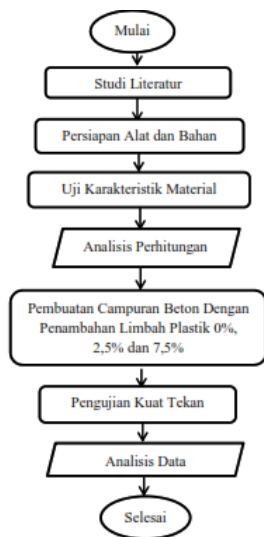 Mulai
Studi Literatur
Persiapan Alat dan Bahan
Uji Karakteristik Material
Analisis Perhitungan
Pembuatan Campuran Beton Dengan
Penambahan Limbah Plastik 0%,
2,5% dan 7,5%
Pengujian Kuat Tekan
Analisis Data
Selesai